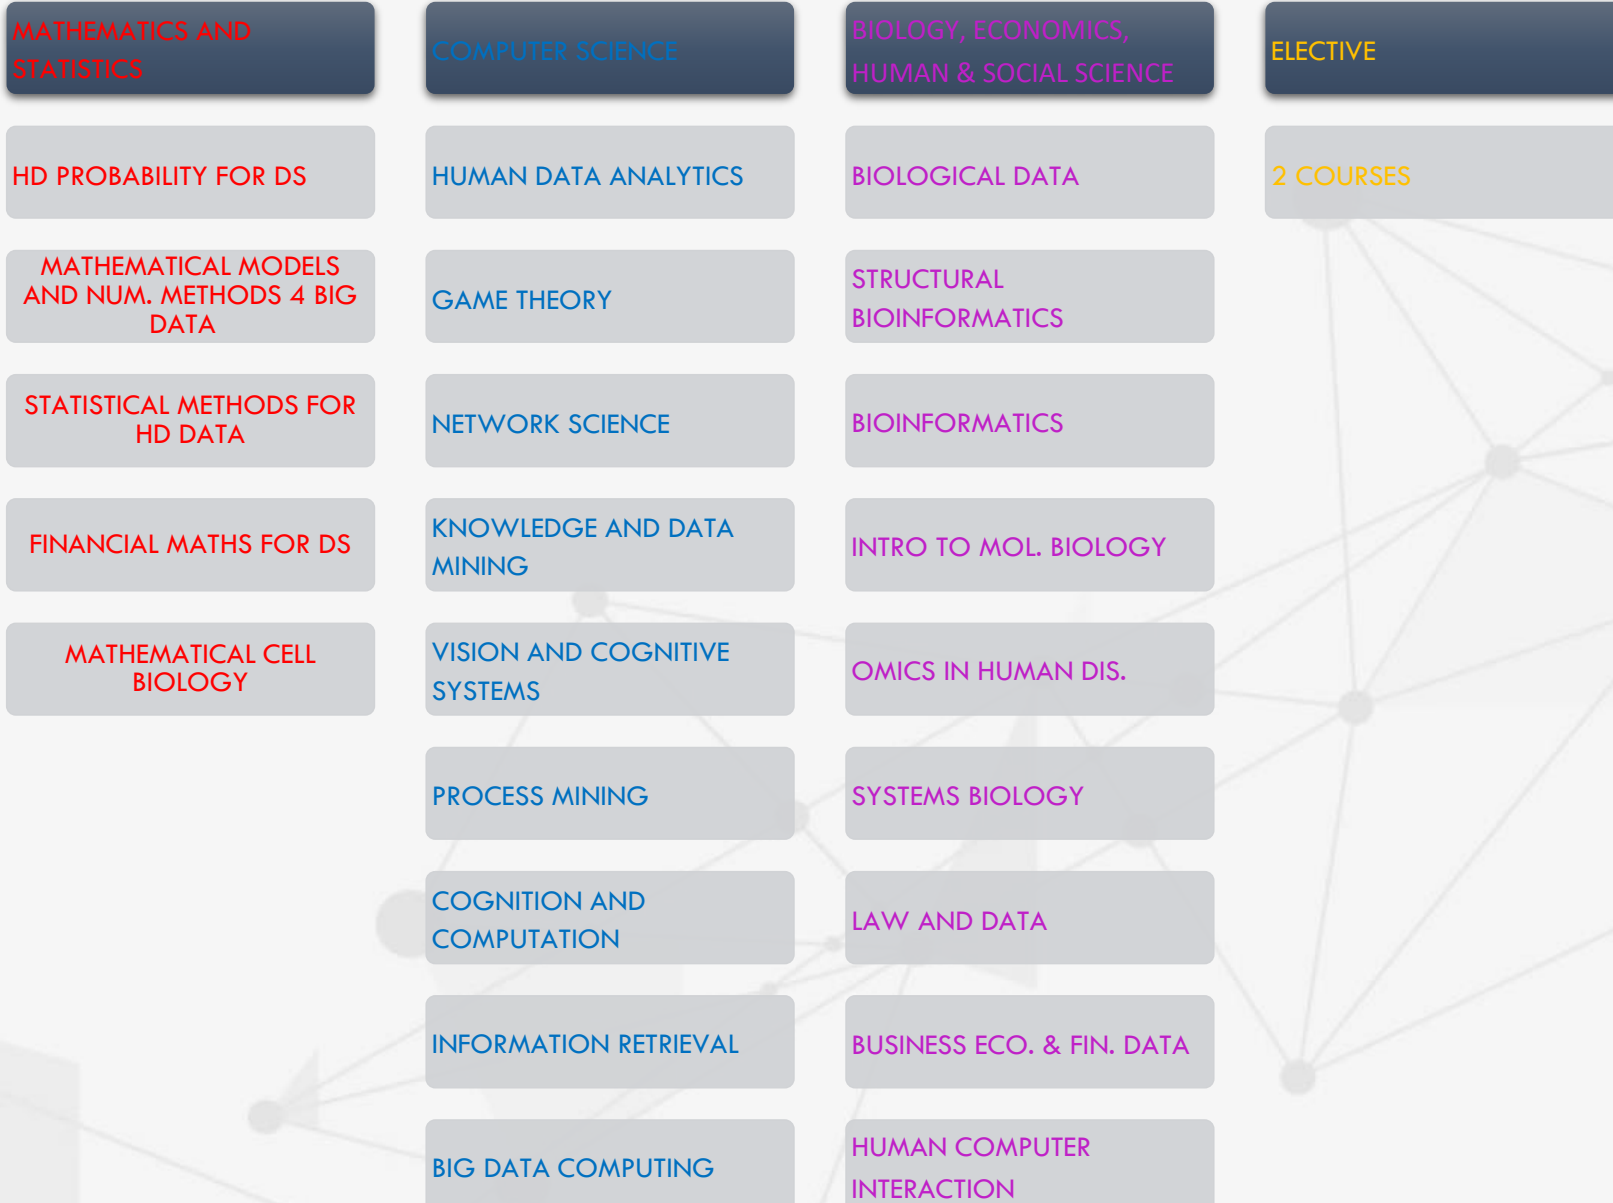 MATHEMATICS AND
STATISTICS
HD PROBABILITY FOR DS
MATHEMATICAL MODELS
AND NUM. METHODS 4 BIG
DATA
STATISTICAL METHODS FOR
HD DATA
FINANCIAL MATHS FOR DS
MATHEMATICAL CELL
BIOLOGY
COMPUTER SCIENCE
HUMAN DATA ANALYTICS
GAME THEORY
NETWORK SCIENCE
KNOWLEDGE AND DATA
MINING
VISION AND COGNITIVE
SYSTEMS
PROCESS MINING
COGNITION AND
COMPUTATION
INFORMATION RETRIEVAL
BIG DATA COMPUTING
BIOLOGY, ECONOMICS,
HUMAN & SOCIAL SCIENCE
BIOLOGICAL DATA
STRUCTURAL
BIOINFORMATICS
BIOINFORMATICS
INTRO TO MOL. BIOLOGY
OMICS IN HUMAN DIS.
SYSTEMS BIOLOGY
LAW AND DATA
BUSINESS ECO. & FIN. DATA
HUMAN COMPUTER
INTERACTION
ELECTIVE
2 COURSES